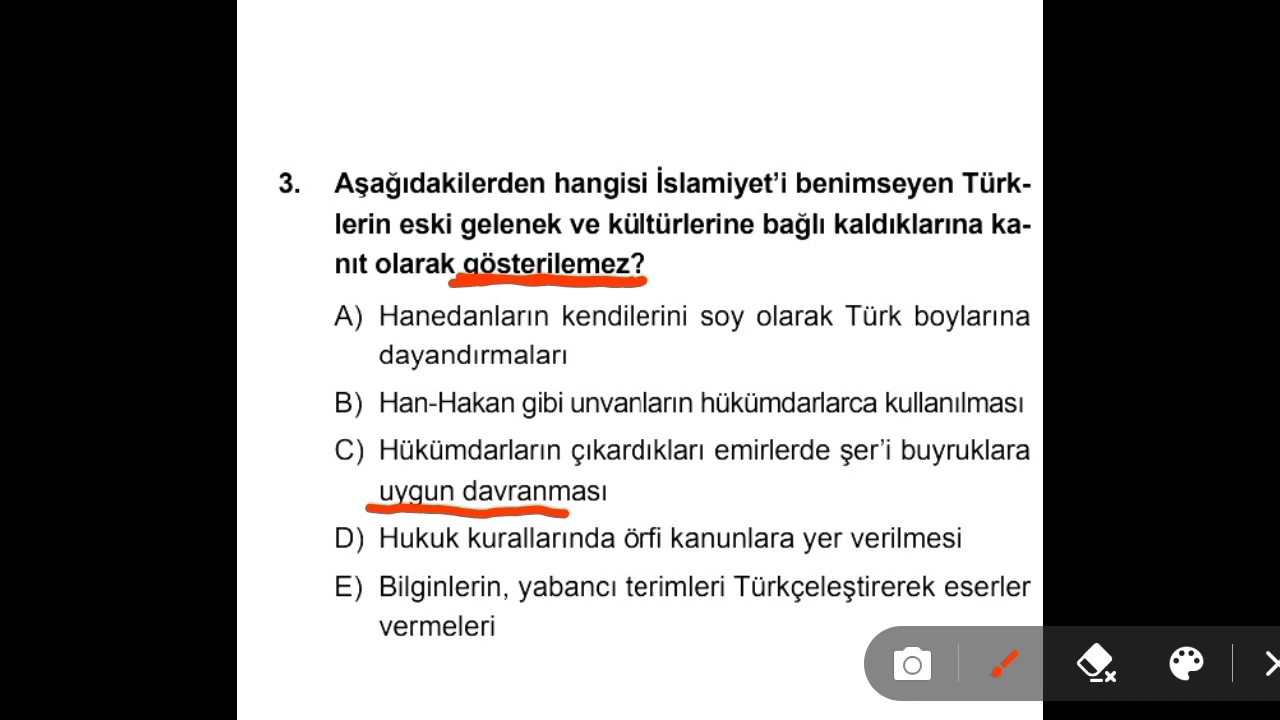 3. Aşağıdakilerden hangisi İslamiyet'i benimseyen Türk-
lerin eski gelenek ve kültürlerine bağlı kaldıklarına ka-
nıt olarak gösterilemez?
A) Hanedanların kendilerini soy olarak Türk boylarına
dayandırmaları
B) Han-Hakan gibi unvanların hükümdarlarca kullanılması
C) Hükümdarların çıkardıkları emirlerde şer'i buyruklara
uygun davranması
D) Hukuk kurallarında örfi kanunlara yer verilmesi
E) Bilginlerin, yabancı terimleri Türkçeleştirerek eserler
vermeleri